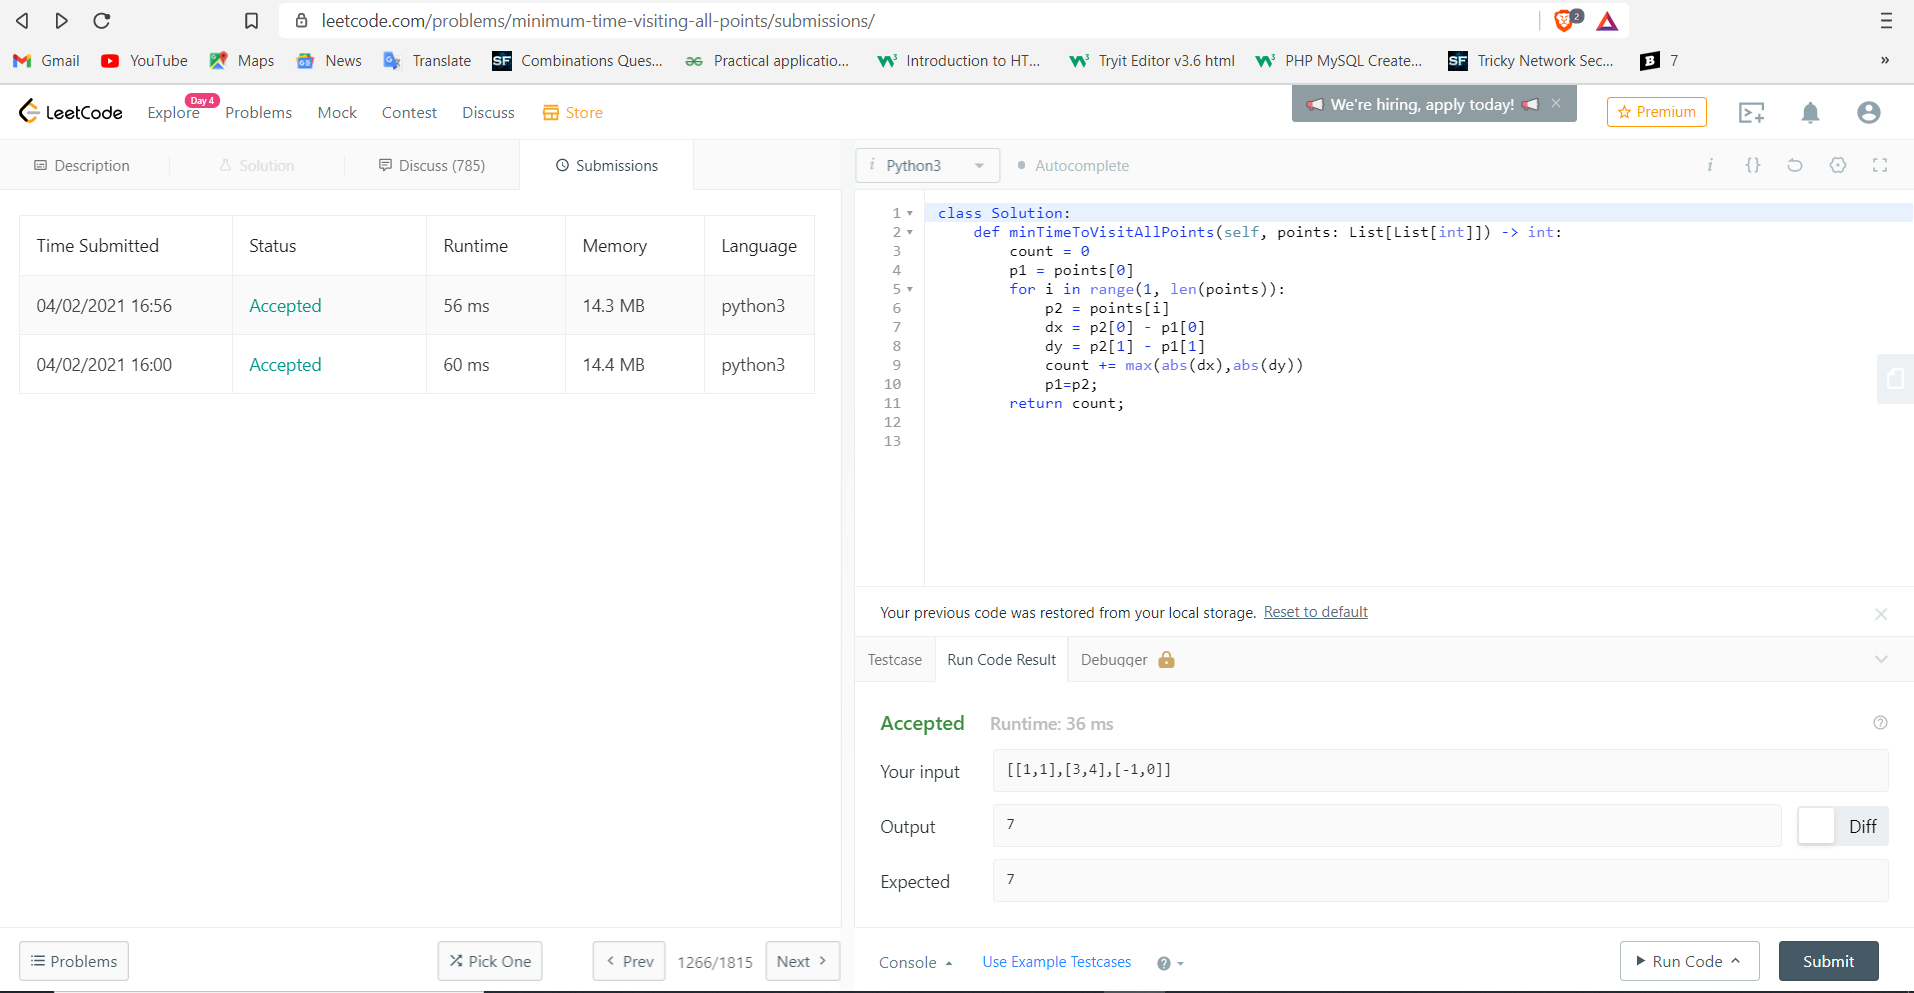 leetcode.com/problems/minimum-time-visiting-all-points/submissions/
2
Gmail YouTube Maps News Translate SF Combinations Ques... Practical applicatio... Introduction to HT... Tryit Editor v3.6 html PHP MySQL Create... SF Tricky Network Sec... B 7 »
LeetCode Explore Day 4 Problems Mock Contest Discuss Store We're hiring, apply today! Premium
Description Solution Discuss (785) Submissions
Time Submitted Status Runtime Memory Language
04/02/2021 16:56 Accepted 56 ms 14.3 MB python3
04/02/2021 16:00 Accepted 60 ms 14.4 MB python3
i Python3 Autocomplete i {}
1 class Solution:
2 def minTimeToVisitAllPoints(self, points: List[List[int]]) -> int:
3 count = 0
4 p1 = points[0]
5 for i in range(1, len(points)):
6 p2 = points[i]
7 dx = p2[0] - p1[0]
8 dy = p2[1] - p1[1]
9 count += max(abs(dx),abs(dy))
10 p1=p2;
11 return count;
12
13
Your previous code was restored from your local storage. Reset to default
Testcase Run Code Result Debugger
Accepted Runtime: 36 ms
Your input [[1,1],[3,4],[-1,0]]
Output 7 Diff
Expected 7
Problems Pick One < Prev 1266/1815 Next >
Console Use Example Testcases ? Run Code Submit